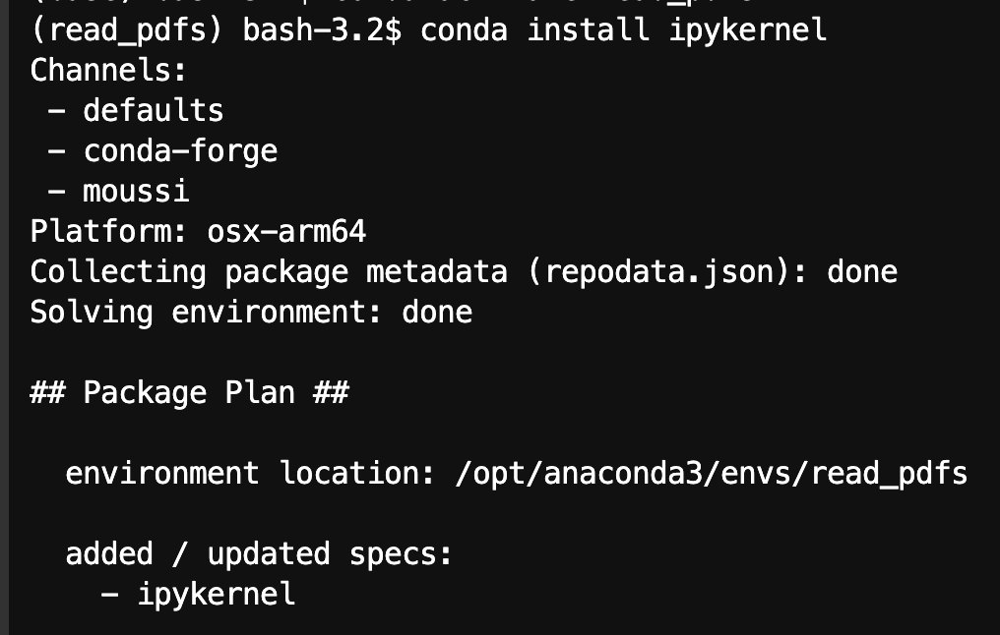 (read_pdfs) bash-3.2$ conda install ipykernel
Channels:
 - defaults
 - conda-forge
 - moussi
Platform: osx-arm64
Collecting package metadata (repodata.json): done
Solving environment: done

## Package Plan ##

  environment location: /opt/anaconda3/envs/read_pdfs

  added / updated specs:
    - ipykernel